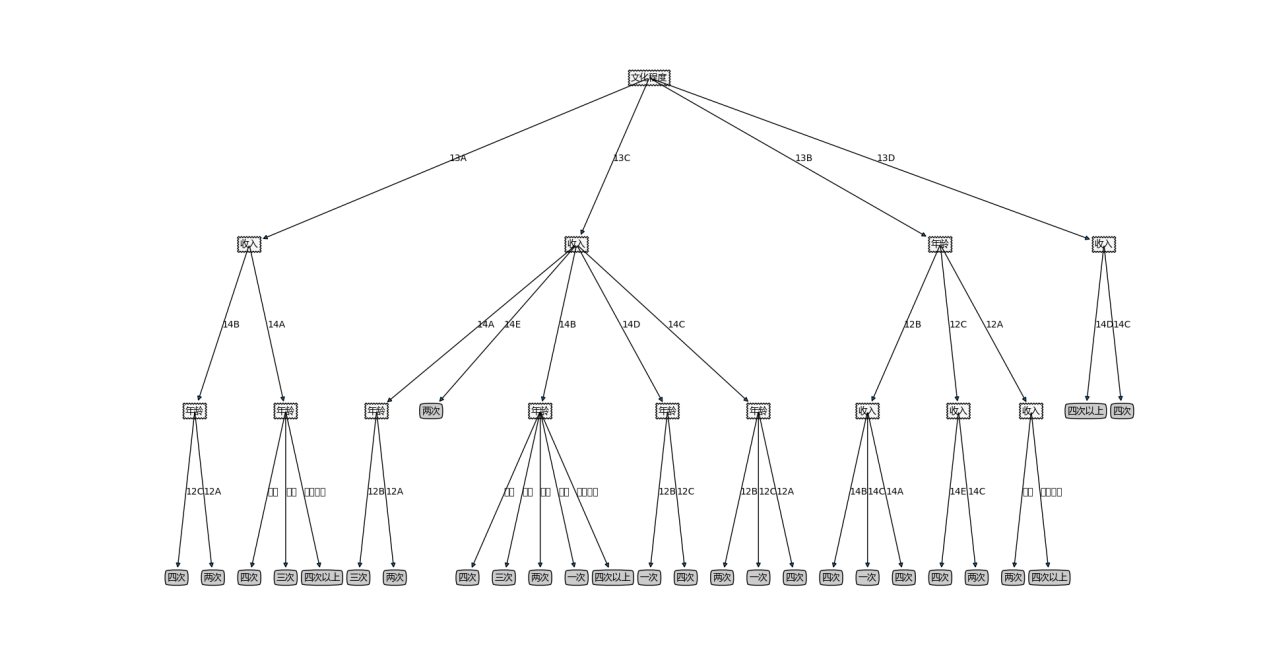 文化程度
13A 13C 13B 13D
收入 收入 年龄 收入
14B 14A 14A 14E 14B 14D 14C 12B 12C 12A 14D 14C
年龄 年龄 年龄 两次 年龄 年龄 年龄 收入 收入 收入 四次以上 四次
12C 12A 12B 12A 12B 12C 12B 12C 12A 14B 14C 14A 14E 14C
四次 两次 四次 三次 四次以上 三次 两次 四次 三次 两次 一次 四次以上 一次 四次 两次 一次 四次 四次 一次 四次 四次 两次 两次 四次以上